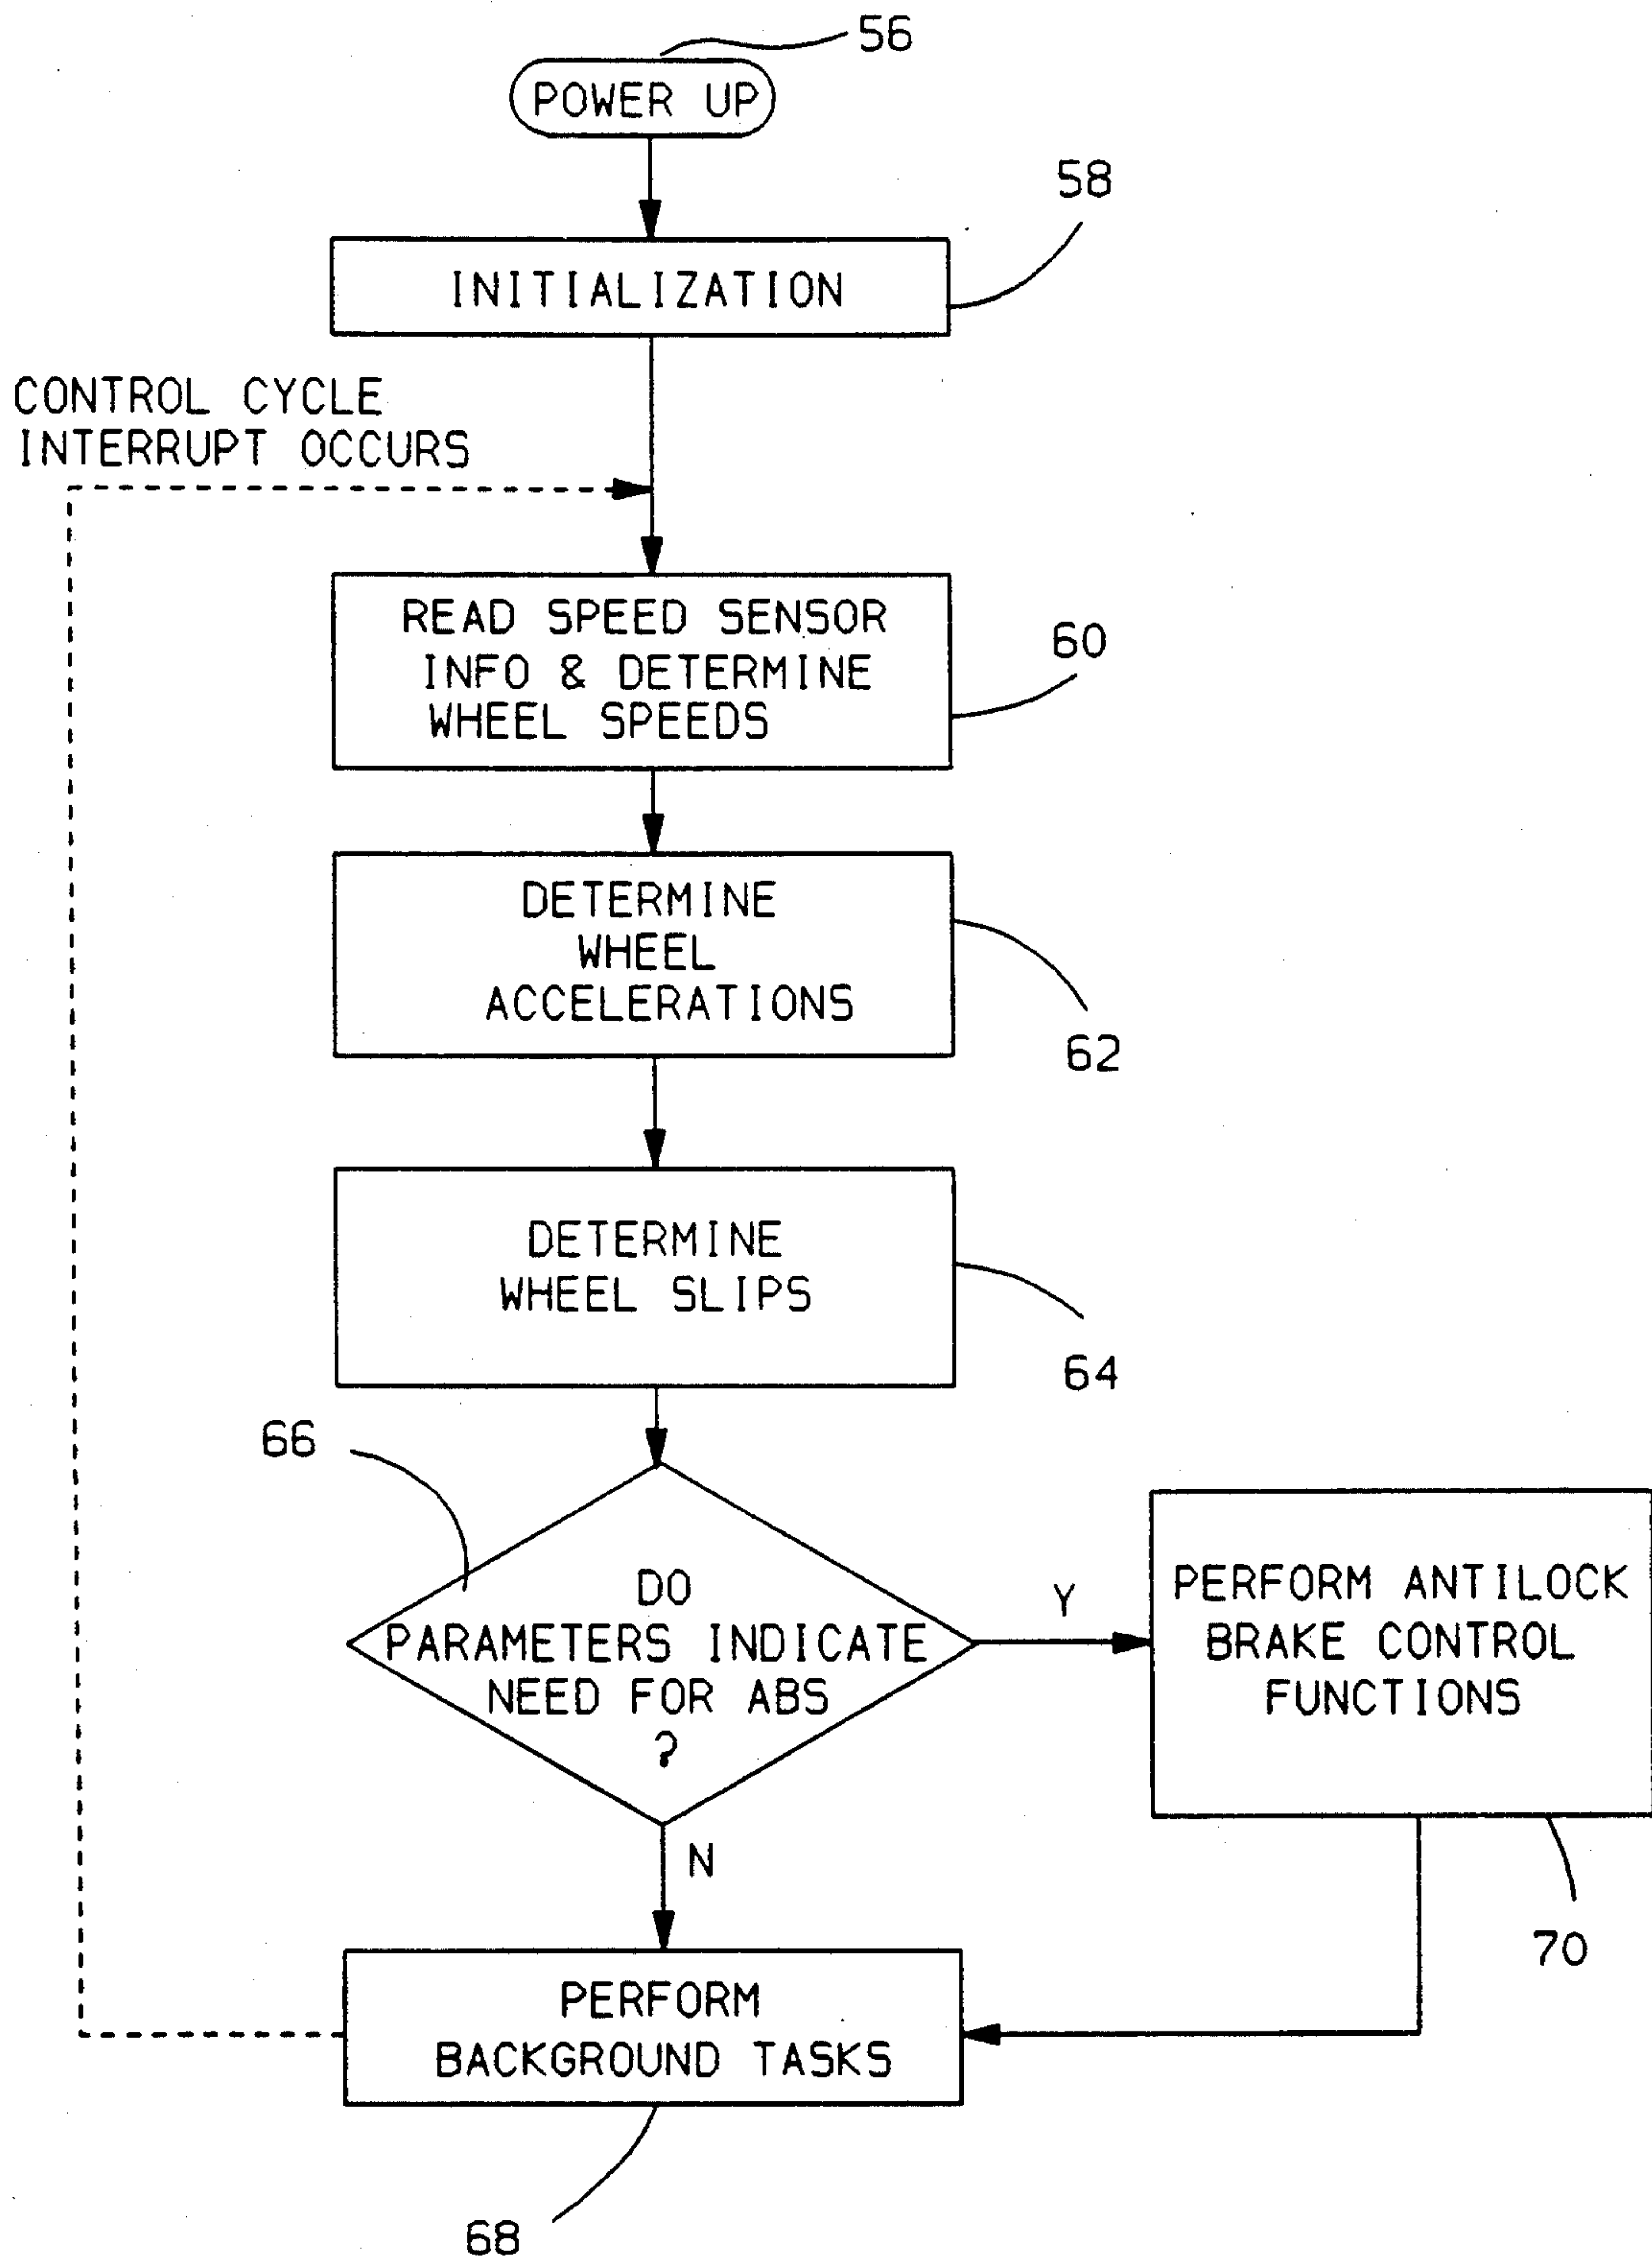 56
POWER UP
58
INITIALIZATION
CONTROL CYCLE
INTERRUPT OCCURS
READ SPEED SENSOR
INFO & DETERMINE
WHEEL SPEEDS
60
DETERMINE
WHEEL
ACCELERATIONS
62
DETERMINE
WHEEL SLIPS
64
66
DO
PARAMETERS INDICATE
NEED FOR ABS
?
Y
PERFORM ANTILOCK
BRAKE CONTROL
FUNCTIONS
N
70
PERFORM
BACKGROUND TASKS
68